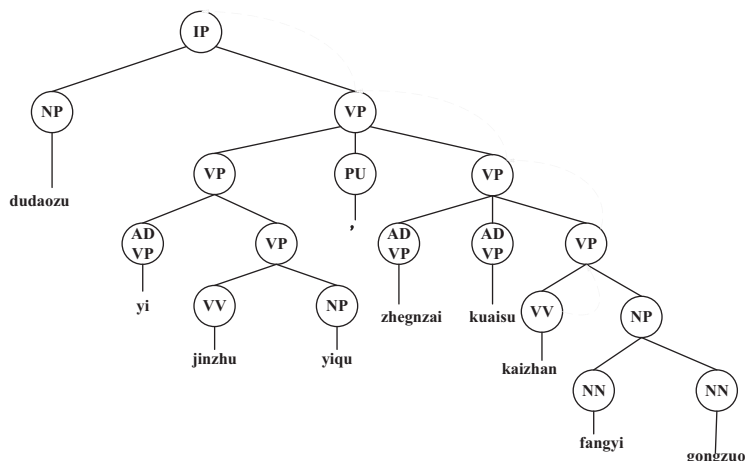 IP
NP
VP
VP
PU
VP
dudaozu
AD
VP
VP
,
AD
VP
AD
VP
VP
yi
VV
NP
zhegnzai
kuaisu
VV
NP
jinzhu
yiqu
kaizhan
NN
NN
fangyi
gongzuo